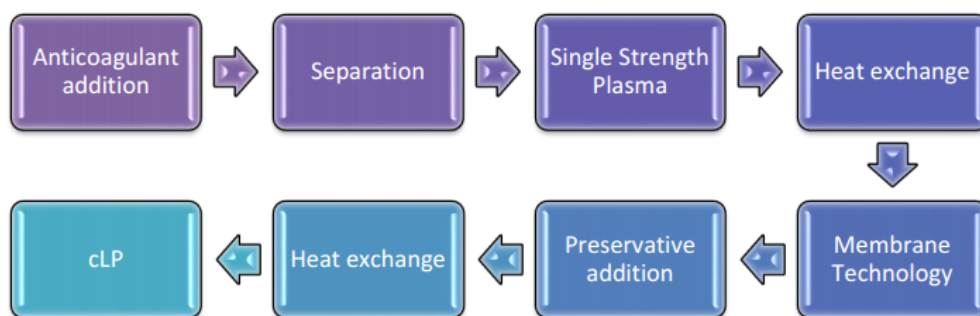 Anticoagulant
addition
Separation
Single Strength
Plasma
Heat exchange
Membrane
Technology
Preservative
addition
Heat exchange
cLP